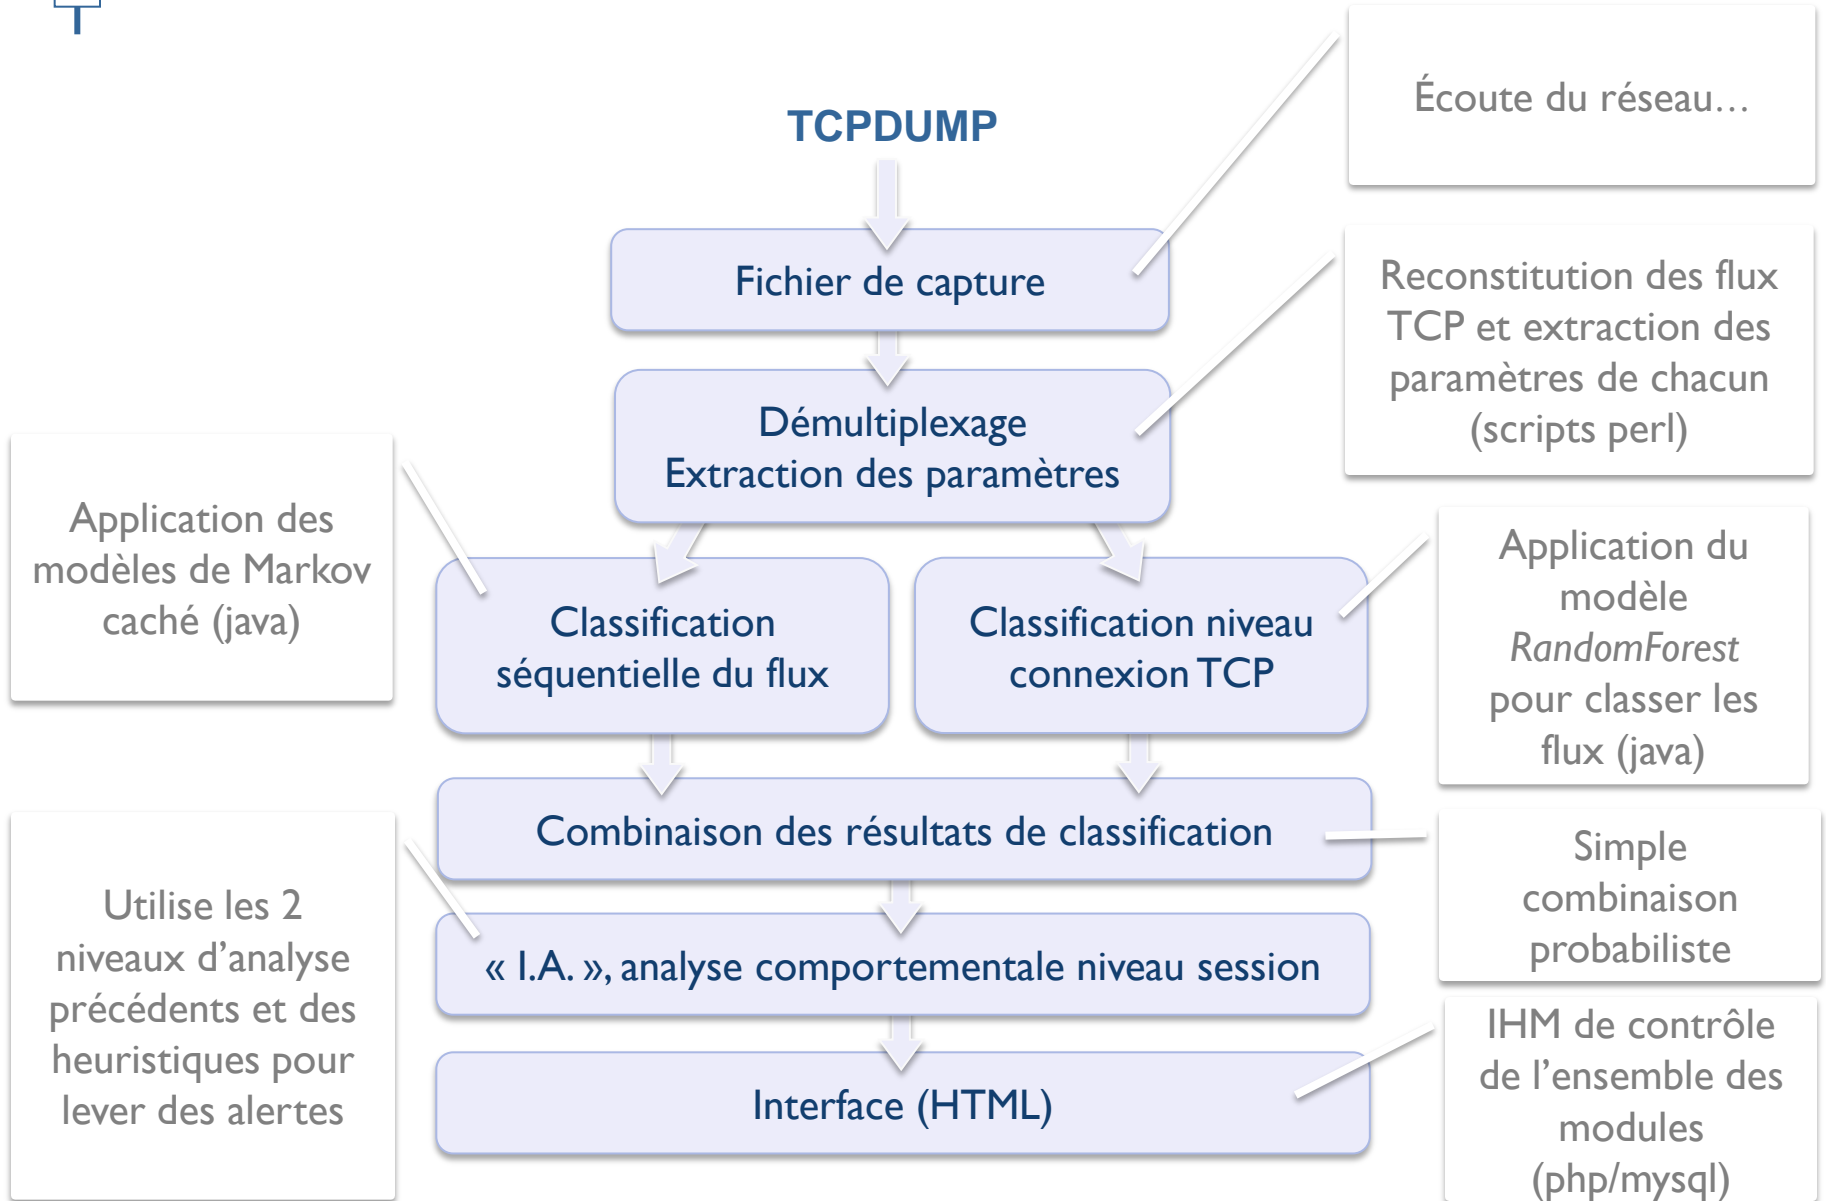 TCPDUMP
Écoute du réseau…
Fichier de capture
Reconstitution des flux
TCP et extraction des
paramètres de chacun
(scripts perl)
Démultiplexage
Extraction des paramètres
Application des
modèles de Markov
caché (java)
Classification
séquentielle du flux
Classification niveau
connexion TCP
Application du
modèle
RandomForest
pour classer les
flux (java)
Combinaison des résultats de classification
Simple
combinaison
probabiliste
Utilise les 2
niveaux d’analyse
précédents et des
heuristiques pour
lever des alertes
« I.A. », analyse comportementale niveau session
Interface (HTML)
IHM de contrôle
de l’ensemble des
modules
(php/mysql)